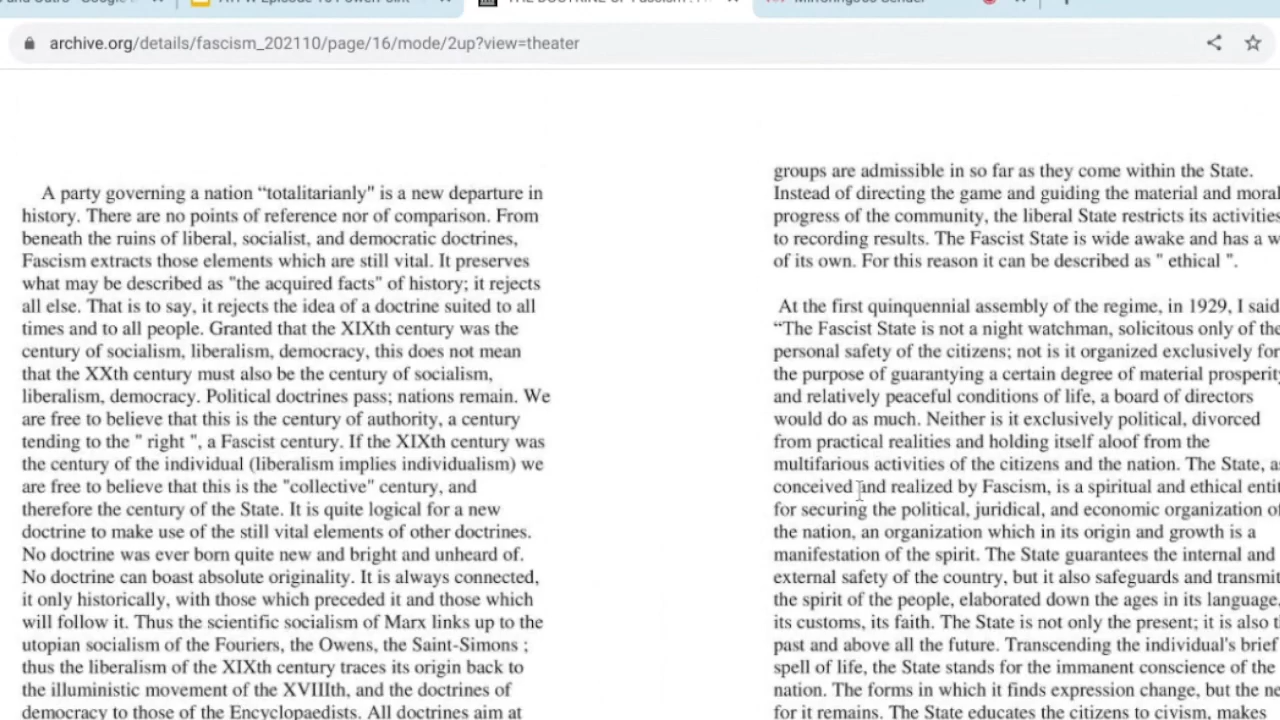 archive.org/details/fascism_202110/page/16/mode/2up?view=theater
A party governing a nation “totalitarianly" is a new departure in
history. There are no points of reference nor of comparison. From
beneath the ruins of liberal, socialist, and democratic doctrines,
Fascism extracts those elements which are still vital. It preserves
what may be described as "the acquired facts" of history; it rejects
all else. That is to say, it rejects the idea of a doctrine suited to all
times and to all people. Granted that the XIXth century was the
century of socialism, liberalism, democracy, this does not mean
that the XXth century must also be the century of socialism,
liberalism, democracy. Political doctrines pass; nations remain. We
are free to believe that this is the century of authority, a century
tending to the " right ", a Fascist century. If the XIXth century was
the century of the individual (liberalism implies individualism) we
are free to believe that this is the "collective" century, and
therefore the century of the State. It is quite logical for a new
doctrine to make use of the still vital elements of other doctrines.
No doctrine was ever born quite new and bright and unheard of.
No doctrine can boast absolute originality. It is always connected,
it only historically, with those which preceded it and those which
will follow it. Thus the scientific socialism of Marx links up to the
utopian socialism of the Fouriers, the Owens, the Saint-Simons ;
thus the liberalism of the XIXth century traces its origin back to
the illuministic movement of the XVIIIth, and the doctrines of
democracy to those of the Encyclopaedists. All doctrines aim at
groups are admissible in so far as they come within the State.
Instead of directing the game and guiding the material and moral
progress of the community, the liberal State restricts its activities
to recording results. The Fascist State is wide awake and has a
of its own. For this reason it can be described as " ethical ".
At the first quinquennial assembly of the regime, in 1929, I said
“The Fascist State is not a night watchman, solicitous only of the
personal safety of the citizens; not is it organized exclusively for
the purpose of guarantying a certain degree of material prosperity
and relatively peaceful conditions of life, a board of directors
would do as much. Neither is it exclusively political, divorced
from practical realities and holding itself aloof from the
multifarious activities of the citizens and the nation. The State,
conceived and realized by Fascism, is a spiritual and ethical
for securing the political, juridical, and economic organization of
the nation, an organization which in its origin and growth is a
manifestation of the spirit. The State guarantees the internal and
external safety of the country, but it also safeguards and
the spirit of the people, elaborated down the ages in its language,
its customs, its faith. The State is not only the present; it is also
past and above all the future. Transcending the individual's brief
spell of life, the State stands for the immanent conscience of the
nation. The forms in which it finds expression change, but the
for it remains. The State educates the citizens to civism, makes